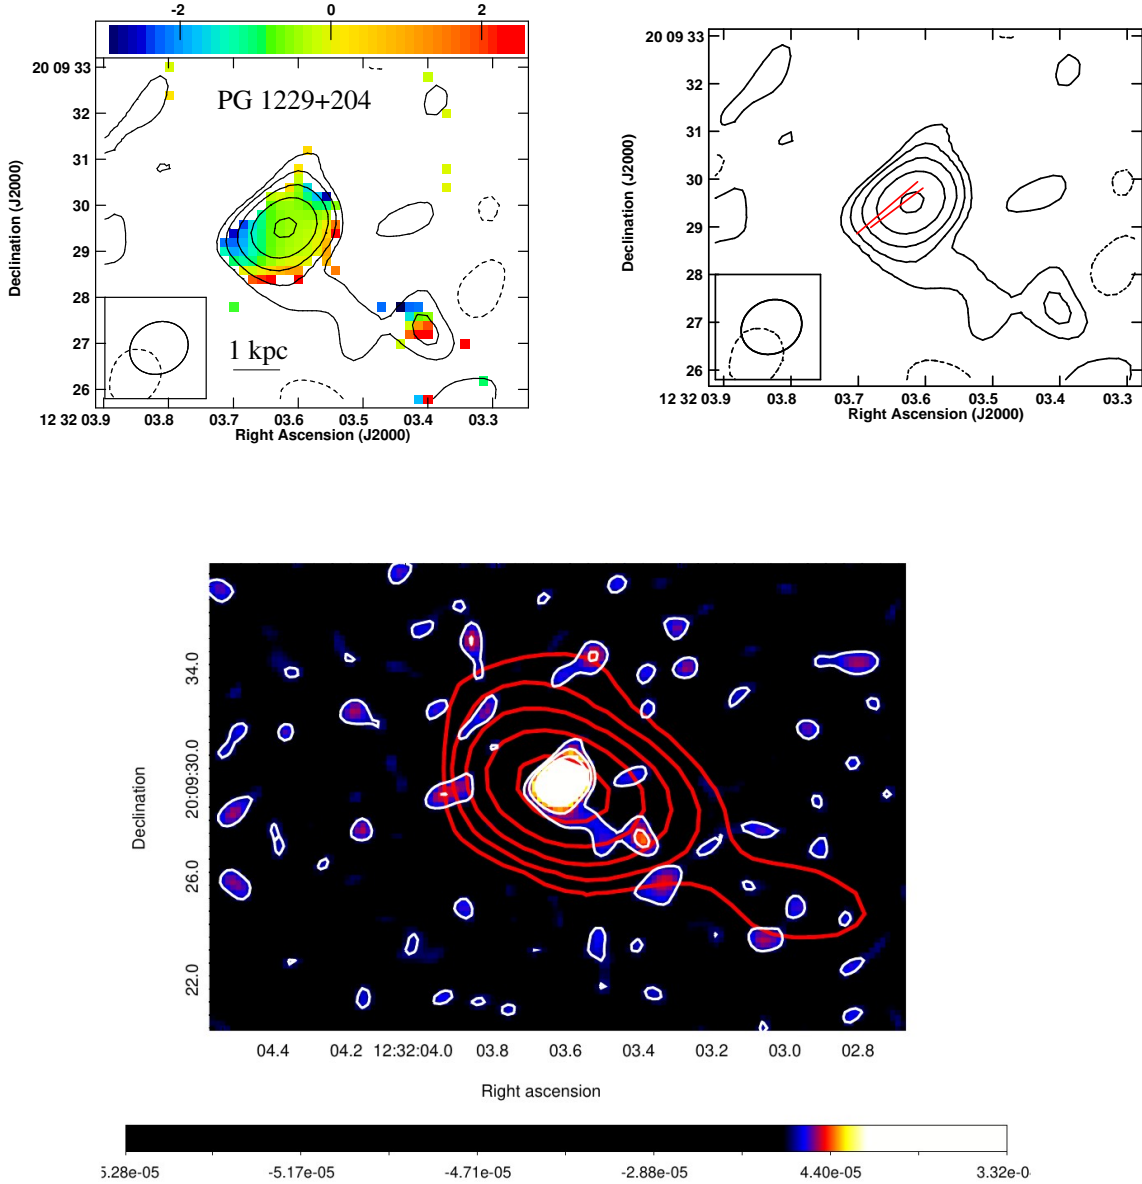 -2 0 2
20 09 33
32
31
30
29
28
27
26
Declination (J2000)
PG 1229+204
1 kpc
12 32 03.9 03.8 03.7 03.6 03.5 03.4 03.3
Right Ascension (J2000)
20 09 33
32
31
30
29
28
27
26
Declination (J2000)
12 32 03.9 03.8 03.7 03.6 03.5 03.4 03.3
Right Ascension (J2000)
34.0
20:09:30.0
26.0
22.0
Declination
04.4 04.2 12:32:04.0 03.8 03.6 03.4 03.2 03.0 02.8
Right ascension
5.28e-05 -5.17e-05 -4.71e-05 -2.88e-05 4.40e-05 3.32e-0